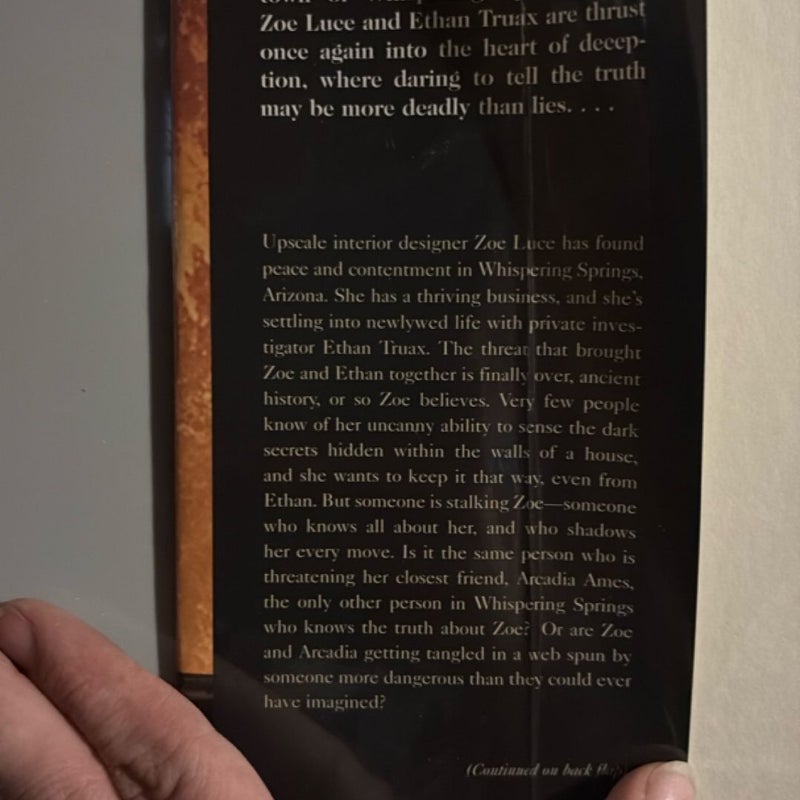 town of
Zoe Luce and Ethan Truax are thrust
once again into the heart of decep-
tion, where daring to tell the truth
may be more deadly than lies. . . .
Upscale interior designer Zoe Luce has found
peace and contentment in Whispering Springs,
Arizona. She has a thriving business, and she's
settling into newlywed life with private inves-
tigator Ethan Truax. The threat that brought
Zoe and Ethan together is finally over, ancient
history, or so Zoe believes. Very few people
know of her uncanny ability to sense the dark
secrets hidden within the walls of a house,
and she wants to keep it that way, even from
Ethan. But someone is stalking Zoe—someone
who knows all about her, and who shadows
her every move. Is it the same person who is
threatening her closest friend, Arcadia Ames,
the only other person in Whispering Springs
who knows the truth about Zoe? Or are Zoe
and Arcadia getting tangled in a web spun by
someone more dangerous than they could ever
have imagined?
(Continued on back